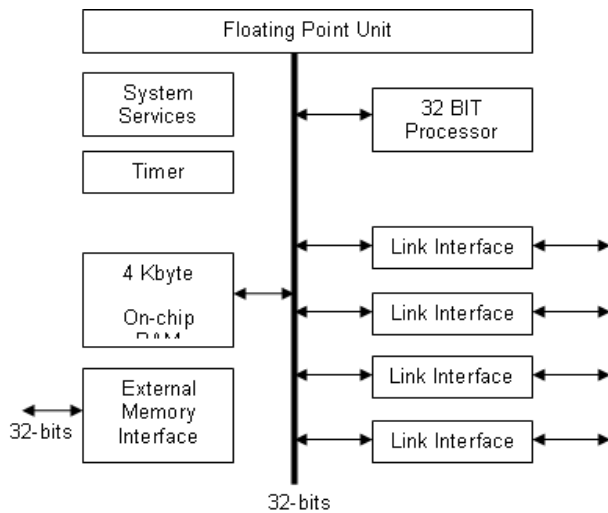 Floating Point Unit
System
Services
32 BIT
Processor
Timer
Link Interface
4 Kbyte
On-chip
RAM
Link Interface
External
Memory
Interface
32-bits
Link Interface
Link Interface
32-bits